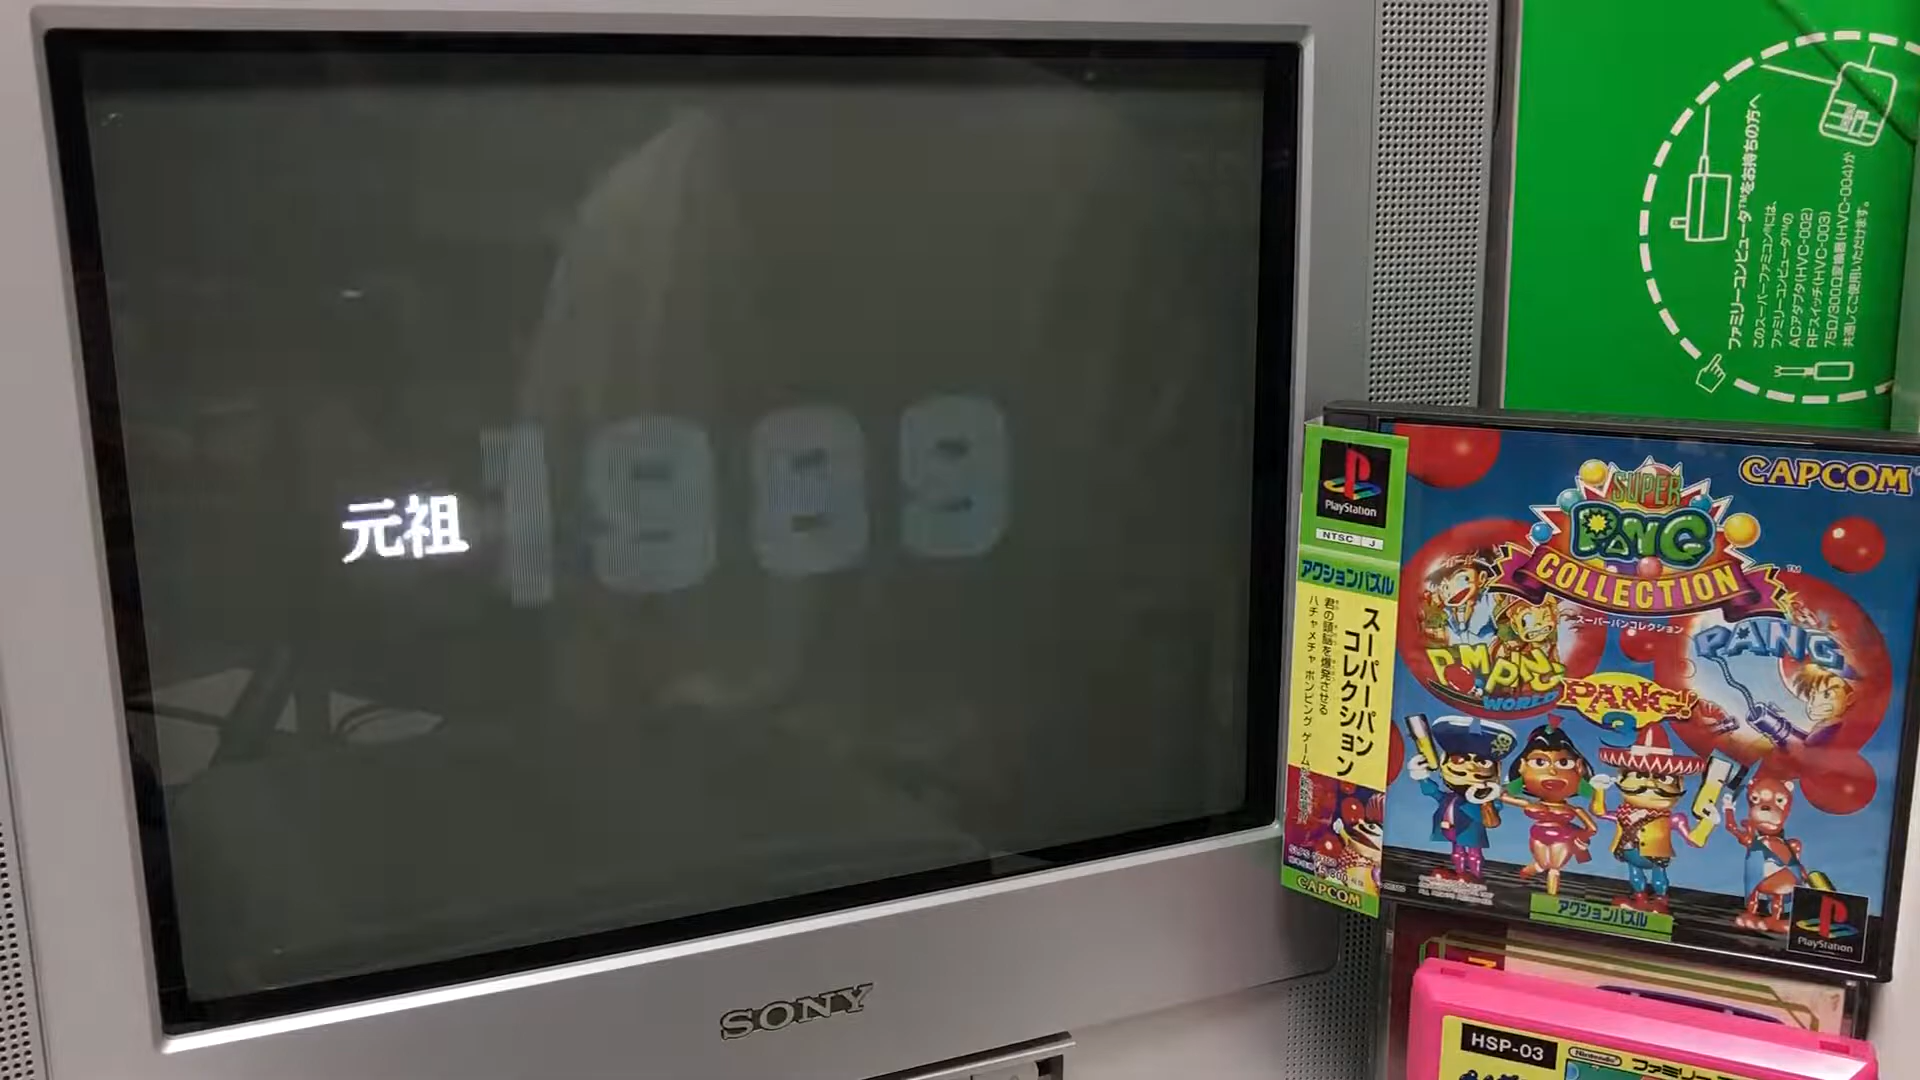 元祖
1989
SONY
ファミリーコンピュータ™をお持ちの方へ
このスーパーファミコン®には、
ファミリーコンピュータ™の
ACアダプタ(HVC-002)
RFスイッチ(HVC-003)
75Ω/300Ω変換器(HVC-004)が
共通してご使用いただけます。
PlayStation
NTSC J
アクションパズル
スーパーパン
コレクション
君の頭脳を爆発させる
ハチャメチャ ボンビング ゲーム
CAPCOM
CAPCOM
SUPER
PANG
COLLECTION
TM
スーパーパンコレクション
POMPING
WORLD
PANG
PANG!
3
アクションパズル
PlayStation
HSP-03
Nintendo